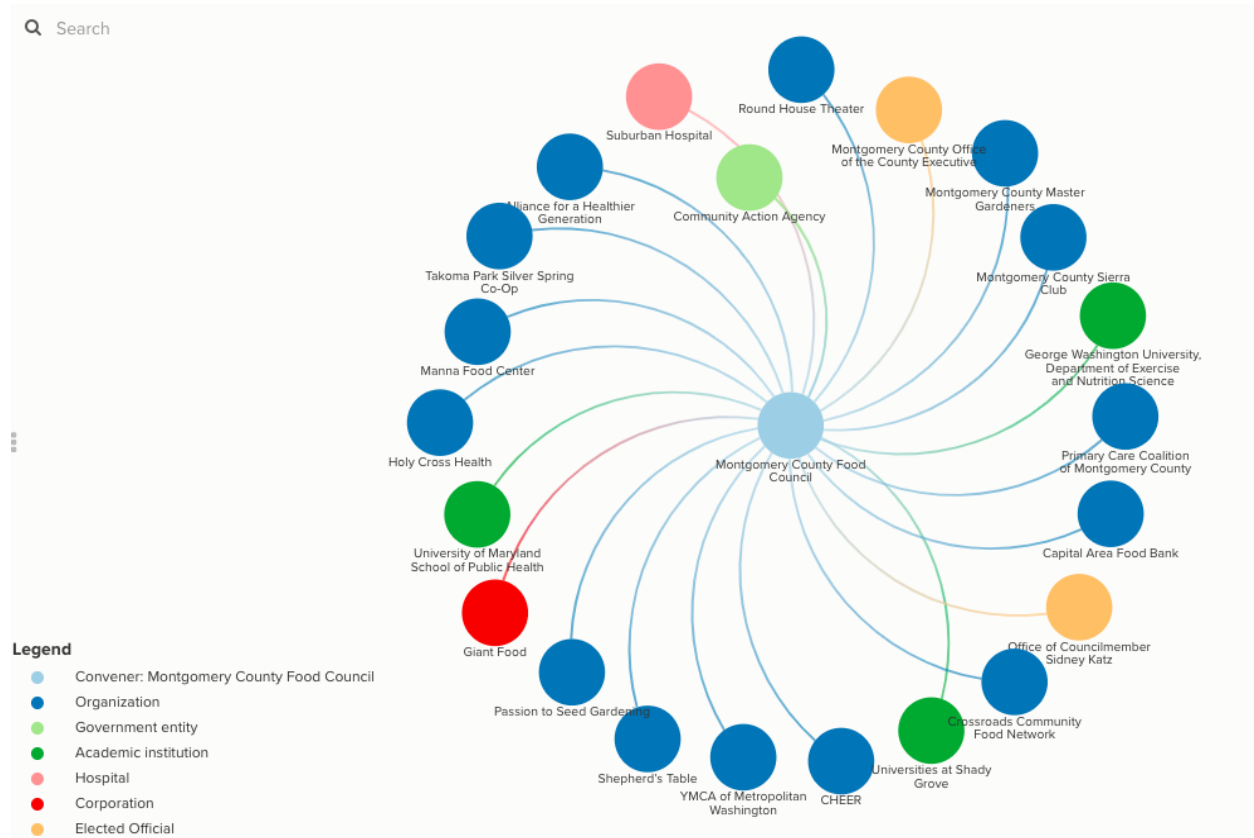 Search
Round House Theater
Suburban Hospital
Montgomery County Office
of the County Executive
Montgomery County Master
Gardeners
Alliance for a Healthier
Generation
Community Action Agency
Takoma Park Silver Spring
Co-Op
Montgomery County Sierra
Club
George Washington University,
Department of Exercise
and Nutrition Science
Manna Food Center
Holy Cross Health
Montgomery County Food
Council
Primary Care Coalition
of Montgomery County
University of Maryland
School of Public Health
Capital Area Food Bank
Giant Food
Office of Councilmember
Sidney Katz
Passion to Seed Gardening
Crossroads Community
Food Network
Shepherd's Table
YMCA of Metropolitan
Washington
CHEER
Universities at Shady
Grove
Legend
Convener: Montgomery County Food Council
Organization
Government entity
Academic institution
Hospital
Corporation
Elected Official